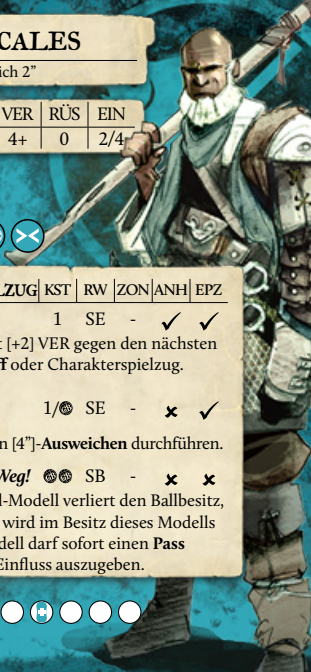 CALES
ich 2”
VER RÜS EIN
4+ 0 2/4
LZUG KST RW ZON ANH EPZ
1 SE - ✓ ✓
t [+2] VER gegen den nächsten
ff oder Charakterspielzug.
1/ SE - ✗ ✓
n [4”]-Ausweichen durchführen.
Weg! SB - ✗ ✗
l-Modell verliert den Ballbesitz,
wird im Besitz dieses Modells
dell darf sofort einen Pass
Einfluss auszugeben.